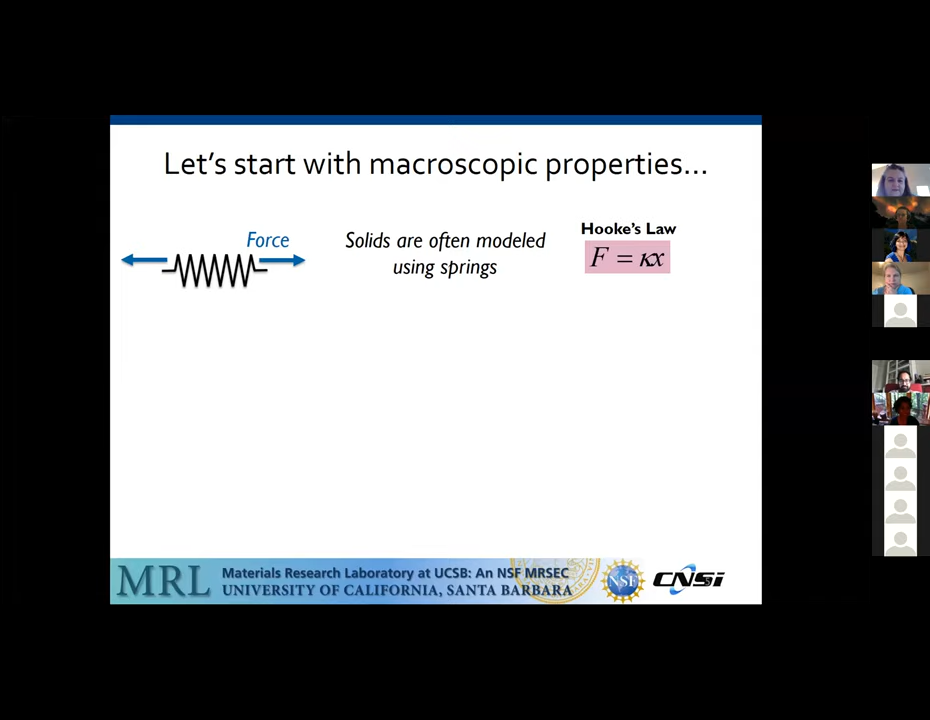 Let's start with macroscopic properties...
Force
Solids are often modeled
using springs
Hooke's Law
F = κx
MRL
Materials Research Laboratory at UCSB: An NSF MRSEC
UNIVERSITY OF CALIFORNIA, SANTA BARBARA
NSF
CNSI